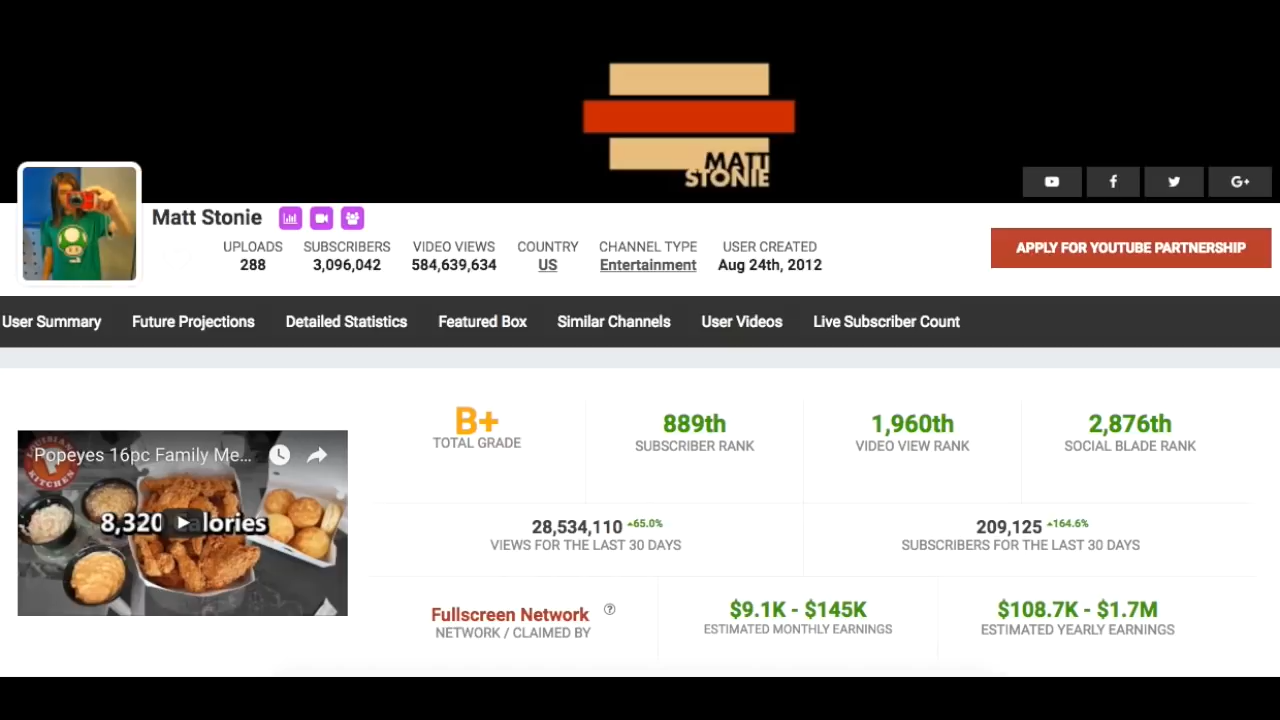 MATT
STONIE
G+
Matt Stonie
APPLY FOR YOUTUBE PARTNERSHIP
UPLOADS SUBSCRIBERS VIDEO VIEWS COUNTRY CHANNEL TYPE USER CREATED
288 3,096,042 584,639,634 US Entertainment Aug 24th, 2012
User Summary Future Projections Detailed Statistics Featured Box Similar Channels User Videos Live Subscriber Count
B+ 889th 1,960th 2,876th
TOTAL GRADE SUBSCRIBER RANK VIDEO VIEW RANK SOCIAL BLADE RANK
LOUISIANA
KITCHEN
Popeyes 16pc Family Me...
8,320 lories
28,534,110 65.0% 209,125 164.6%
VIEWS FOR THE LAST 30 DAYS SUBSCRIBERS FOR THE LAST 30 DAYS
Fullscreen Network ? $9.1K - $145K $108.7K - $1.7M
NETWORK / CLAIMED BY ESTIMATED MONTHLY EARNINGS ESTIMATED YEARLY EARNINGS